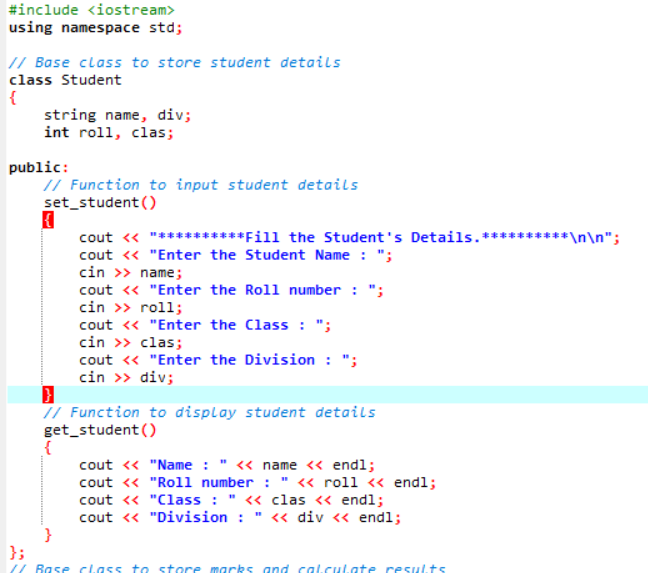 #include <iostream>
using namespace std;
// Base class to store student details
class Student
{
string name, div;
int roll, clas;
public:
// Function to input student details
set_student()
{
cout << "**********Fill the Student's Details.**********\n\n";
cout << "Enter the Student Name : ";
cin >> name;
cout << "Enter the Roll number : ";
cin >> roll;
cout << "Enter the Class : ";
cin >> clas;
cout << "Enter the Division : ";
cin >> div;
}
// Function to display student details
get_student()
{
cout << "Name : " << name << endl;
cout << "Roll number : " << roll << endl;
cout << "Class : " << clas << endl;
cout << "Division : " << div << endl;
}
};
// Base class to store marks and calculate results